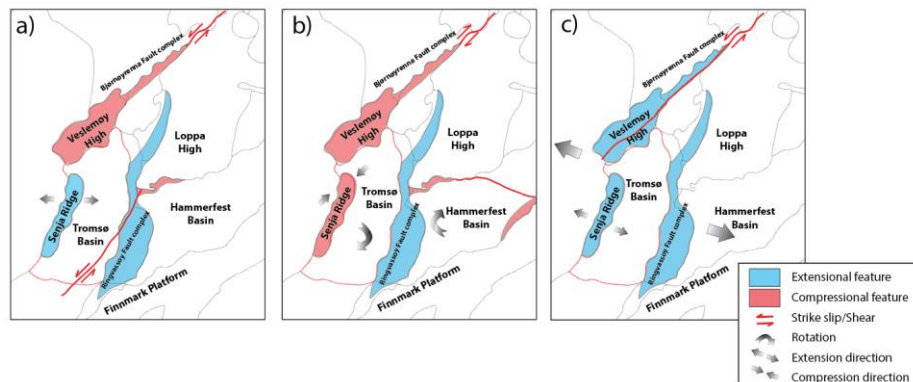 a)
Bjørnøyrenna Fault complex
Veslemøy
High
Loppa
High
Senja Ridge
Tromsø
Basin
Hammerfest
Basin
Ringvassoy Fault complex
Finnmark Platform
b)
Bjørnøyrenna Fault complex
Veslemøy
High
Loppa
High
Senja Ridge
Tromsø
Basin
Hammerfest
Basin
Ringvassoy Fault complex
Finnmark Platform
c)
Bjørnøyrenna Fault complex
Veslemøy
High
Loppa
High
Senja Ridge
Tromsø
Basin
Hammerfest
Basin
Ringvassoy Fault complex
Finnmark Platform
Extensional feature
Compressional feature
Strike slip/Shear
Rotation
Extension direction
Compression direction